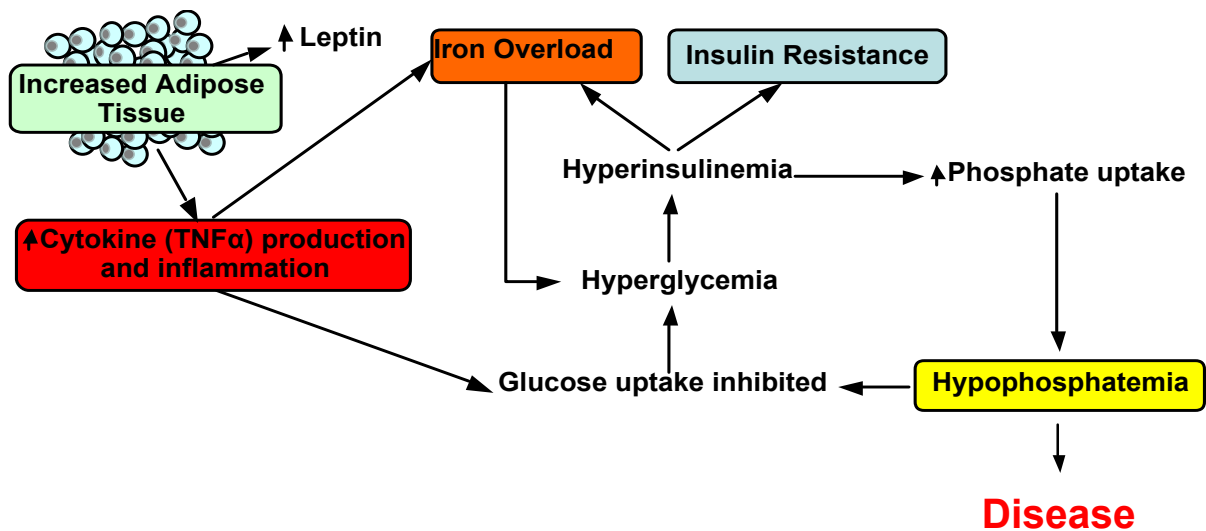 Leptin
Increased Adipose
Tissue
Iron Overload
Insulin Resistance
Hyperinsulinemia
Phosphate uptake
Cytokine (TNFα) production
and inflammation
Hyperglycemia
Glucose uptake inhibited
Hypophosphatemia
Disease